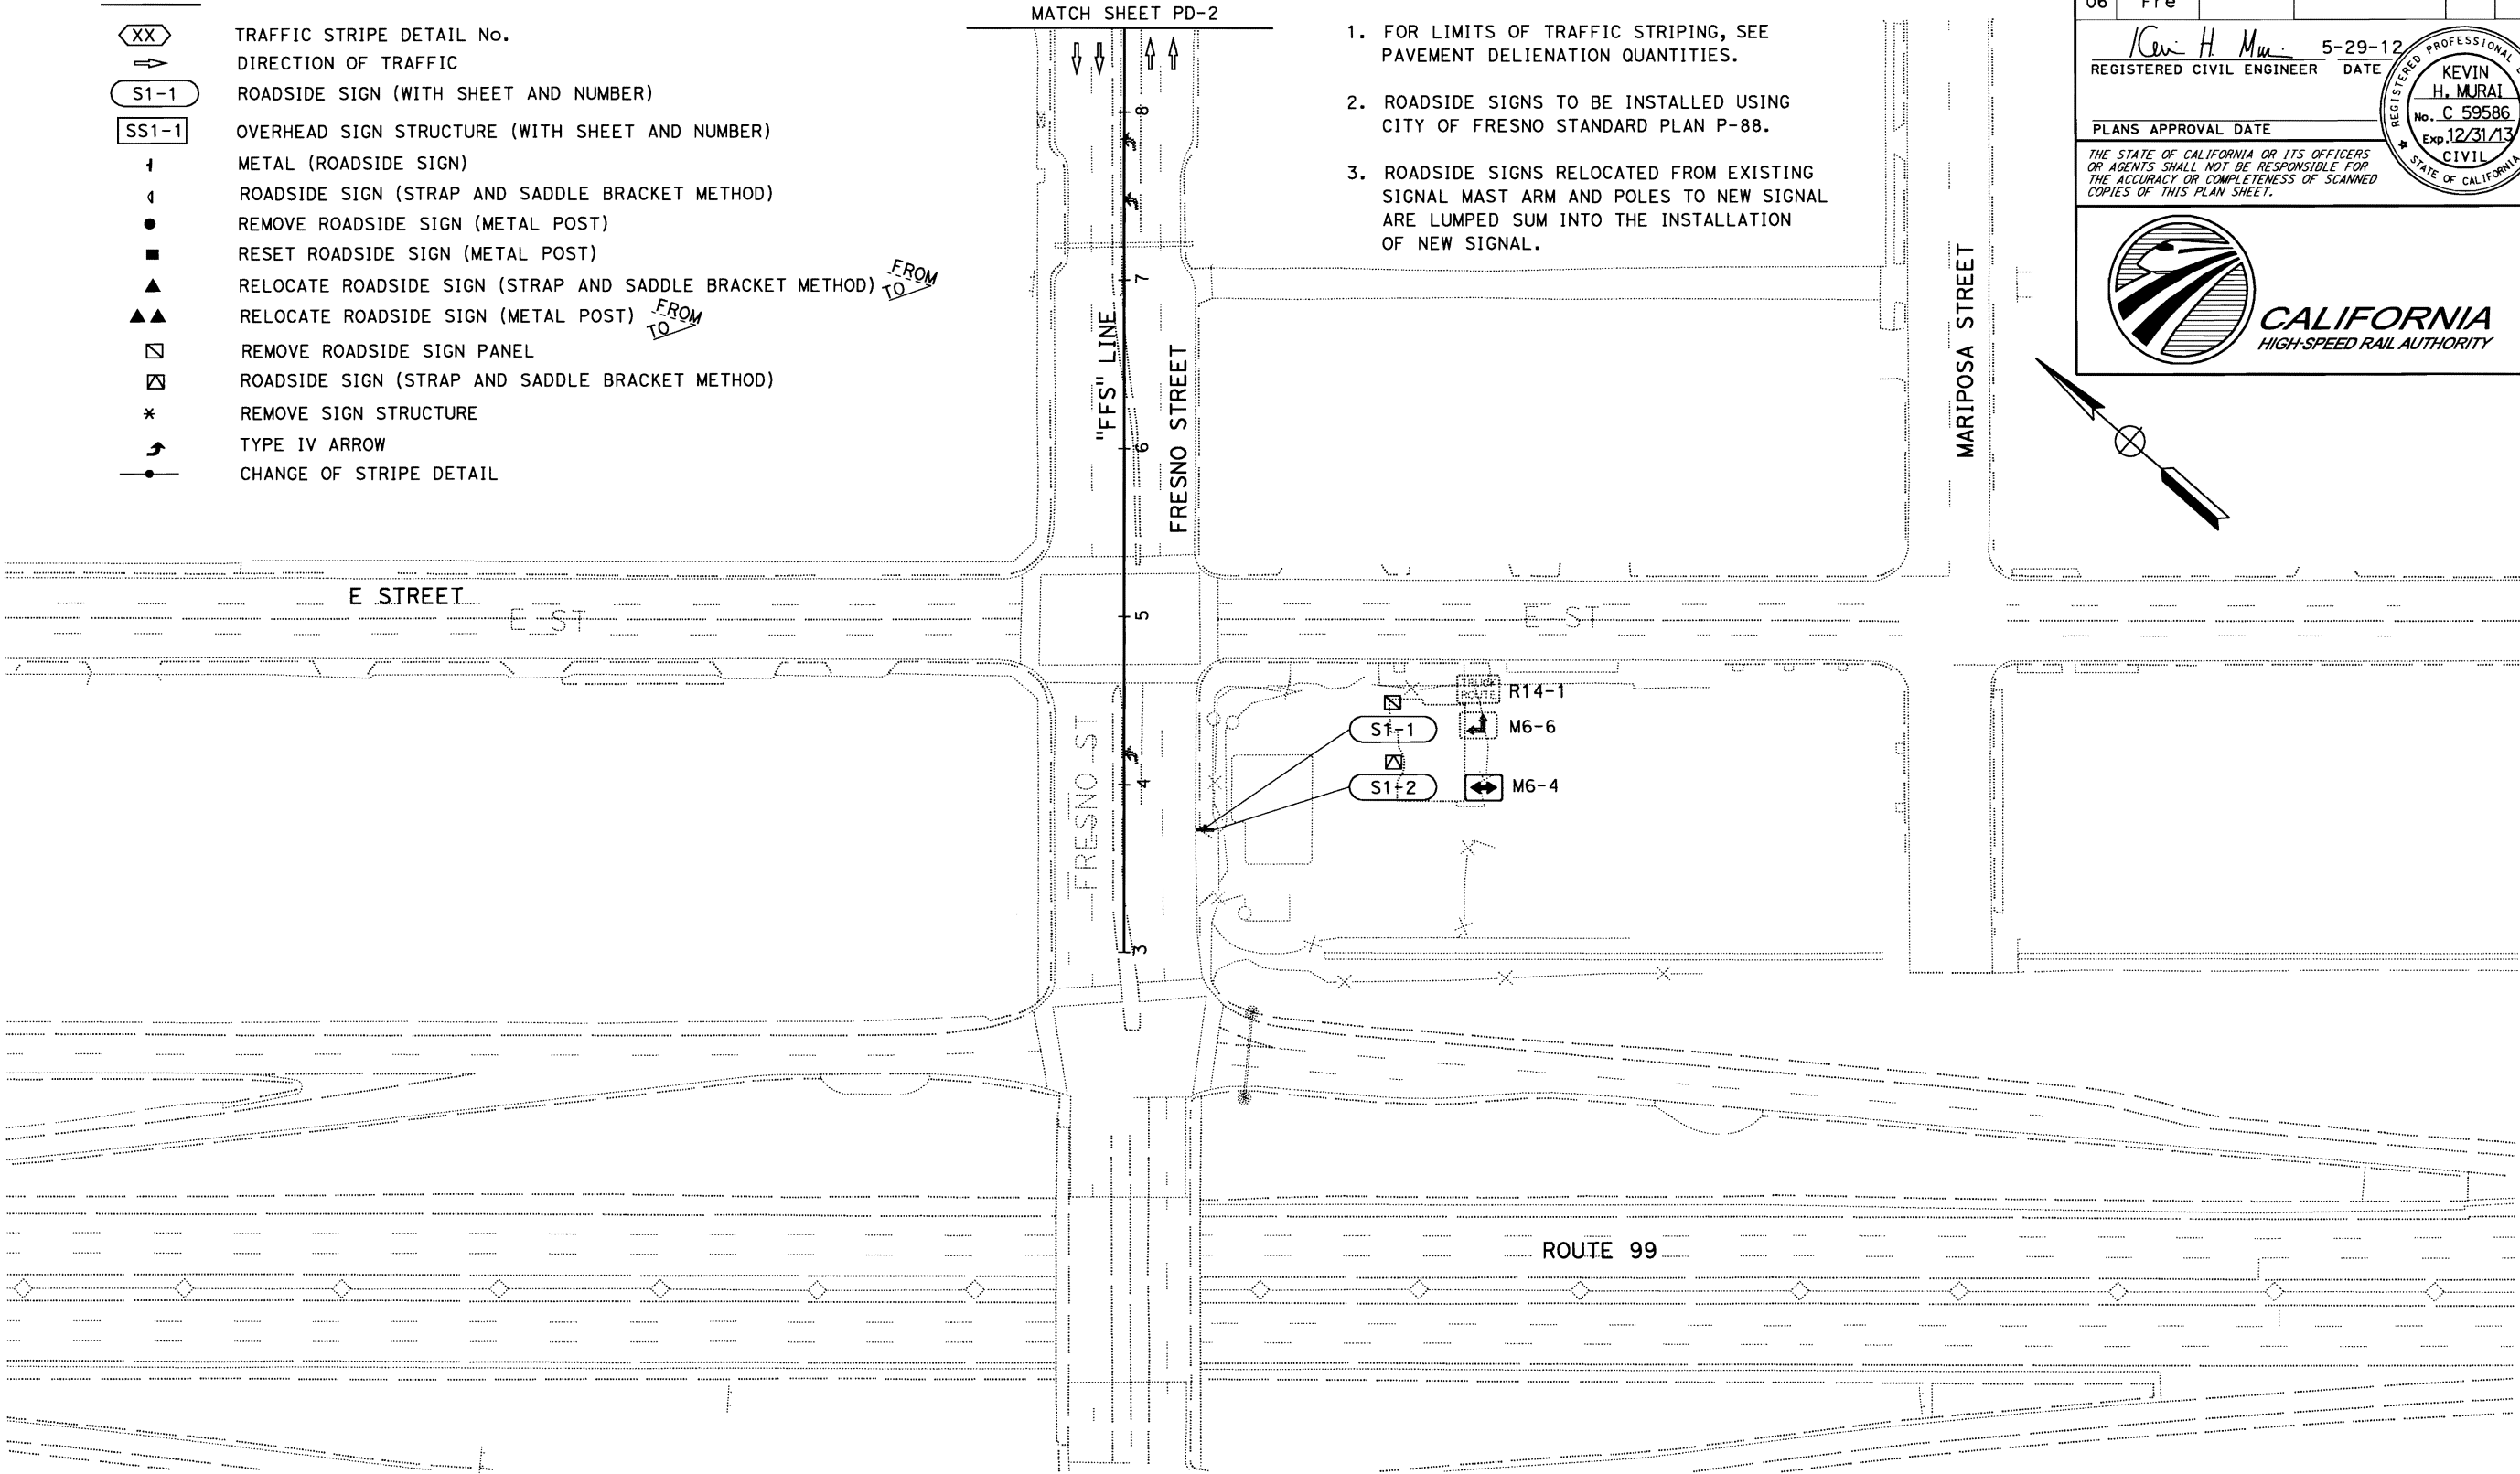 MATCH SHEET PD-2
XX TRAFFIC STRIPE DETAIL No.
DIRECTION OF TRAFFIC
S1-1 ROADSIDE SIGN (WITH SHEET AND NUMBER)
SS1-1 OVERHEAD SIGN STRUCTURE (WITH SHEET AND NUMBER)
METAL (ROADSIDE SIGN)
ROADSIDE SIGN (STRAP AND SADDLE BRACKET METHOD)
REMOVE ROADSIDE SIGN (METAL POST)
RESET ROADSIDE SIGN (METAL POST)
RELOCATE ROADSIDE SIGN (STRAP AND SADDLE BRACKET METHOD) FROM TO
RELOCATE ROADSIDE SIGN (METAL POST) FROM TO
REMOVE ROADSIDE SIGN PANEL
ROADSIDE SIGN (STRAP AND SADDLE BRACKET METHOD)
REMOVE SIGN STRUCTURE
TYPE IV ARROW
CHANGE OF STRIPE DETAIL
1. FOR LIMITS OF TRAFFIC STRIPING, SEE
PAVEMENT DELIENATION QUANTITIES.
2. ROADSIDE SIGNS TO BE INSTALLED USING
CITY OF FRESNO STANDARD PLAN P-88.
3. ROADSIDE SIGNS RELOCATED FROM EXISTING
SIGNAL MAST ARM AND POLES TO NEW SIGNAL
ARE LUMPED SUM INTO THE INSTALLATION
OF NEW SIGNAL.
06 Fre
5-29-12
REGISTERED CIVIL ENGINEER DATE
PLANS APPROVAL DATE
THE STATE OF CALIFORNIA OR ITS OFFICERS
OR AGENTS SHALL NOT BE RESPONSIBLE FOR
THE ACCURACY OR COMPLETENESS OF SCANNED
COPIES OF THIS PLAN SHEET.
REGISTERED PROFESSIONAL
KEVIN
H. MURAI
No. C 59586
Exp. 12/31/13
CIVIL
STATE OF CALIFORNIA
CALIFORNIA
HIGH-SPEED RAIL AUTHORITY
8
7
6
5
4
3
"FFS" LINE
FRESNO STREET
MARIPOSA STREET
E STREET
E ST
E ST
FRESNO ST
TRUCK
ROUTE
R14-1
S1-1
M6-6
S1-2
M6-4
ROUTE 99